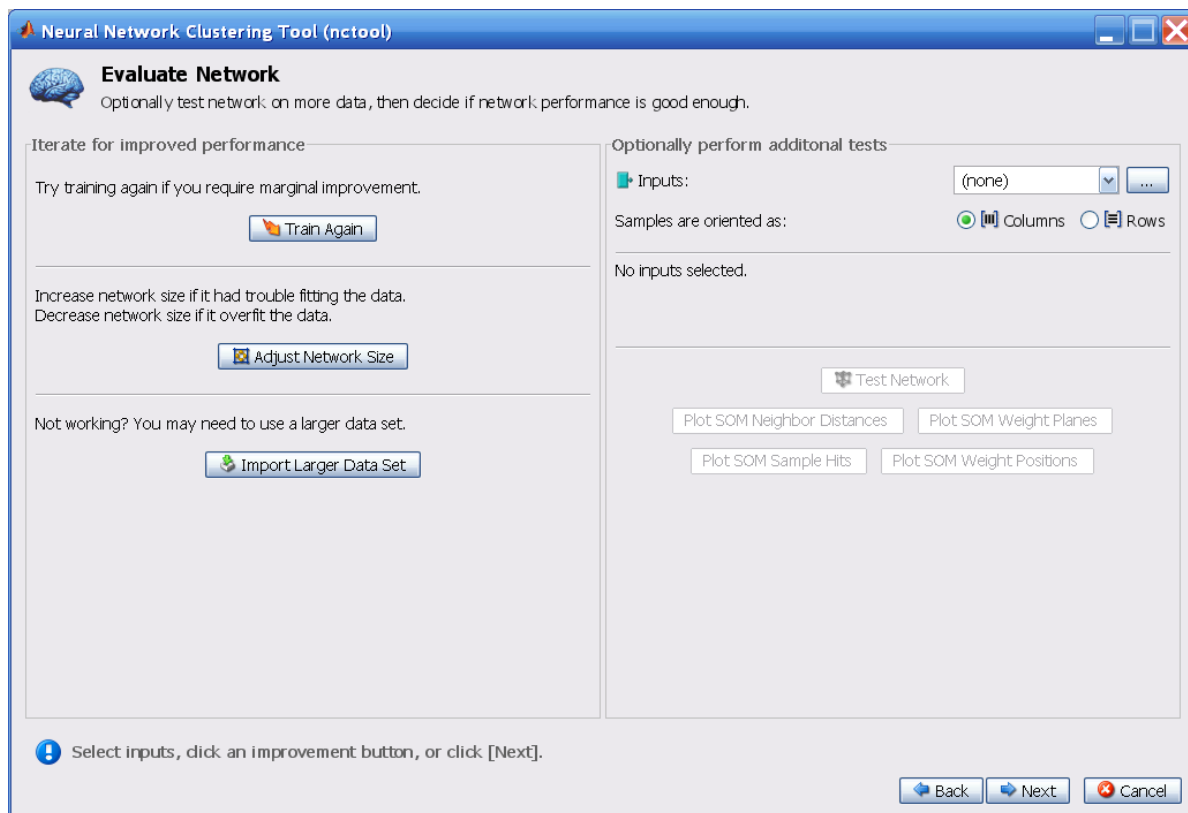 Neural Network Clustering Tool (nctool)
Evaluate Network
Optionally test network on more data, then decide if network performance is good enough.
Iterate for improved performance
Try training again if you require marginal improvement.
Train Again
Increase network size if it had trouble fitting the data.
Decrease network size if it overfit the data.
Adjust Network Size
Not working? You may need to use a larger data set.
Import Larger Data Set
Optionally perform additonal tests
Inputs: (none) ...
Samples are oriented as: Columns Rows
No inputs selected.
Test Network
Plot SOM Neighbor Distances Plot SOM Weight Planes
Plot SOM Sample Hits Plot SOM Weight Positions
Select inputs, click an improvement button, or click [Next].
Back Next Cancel